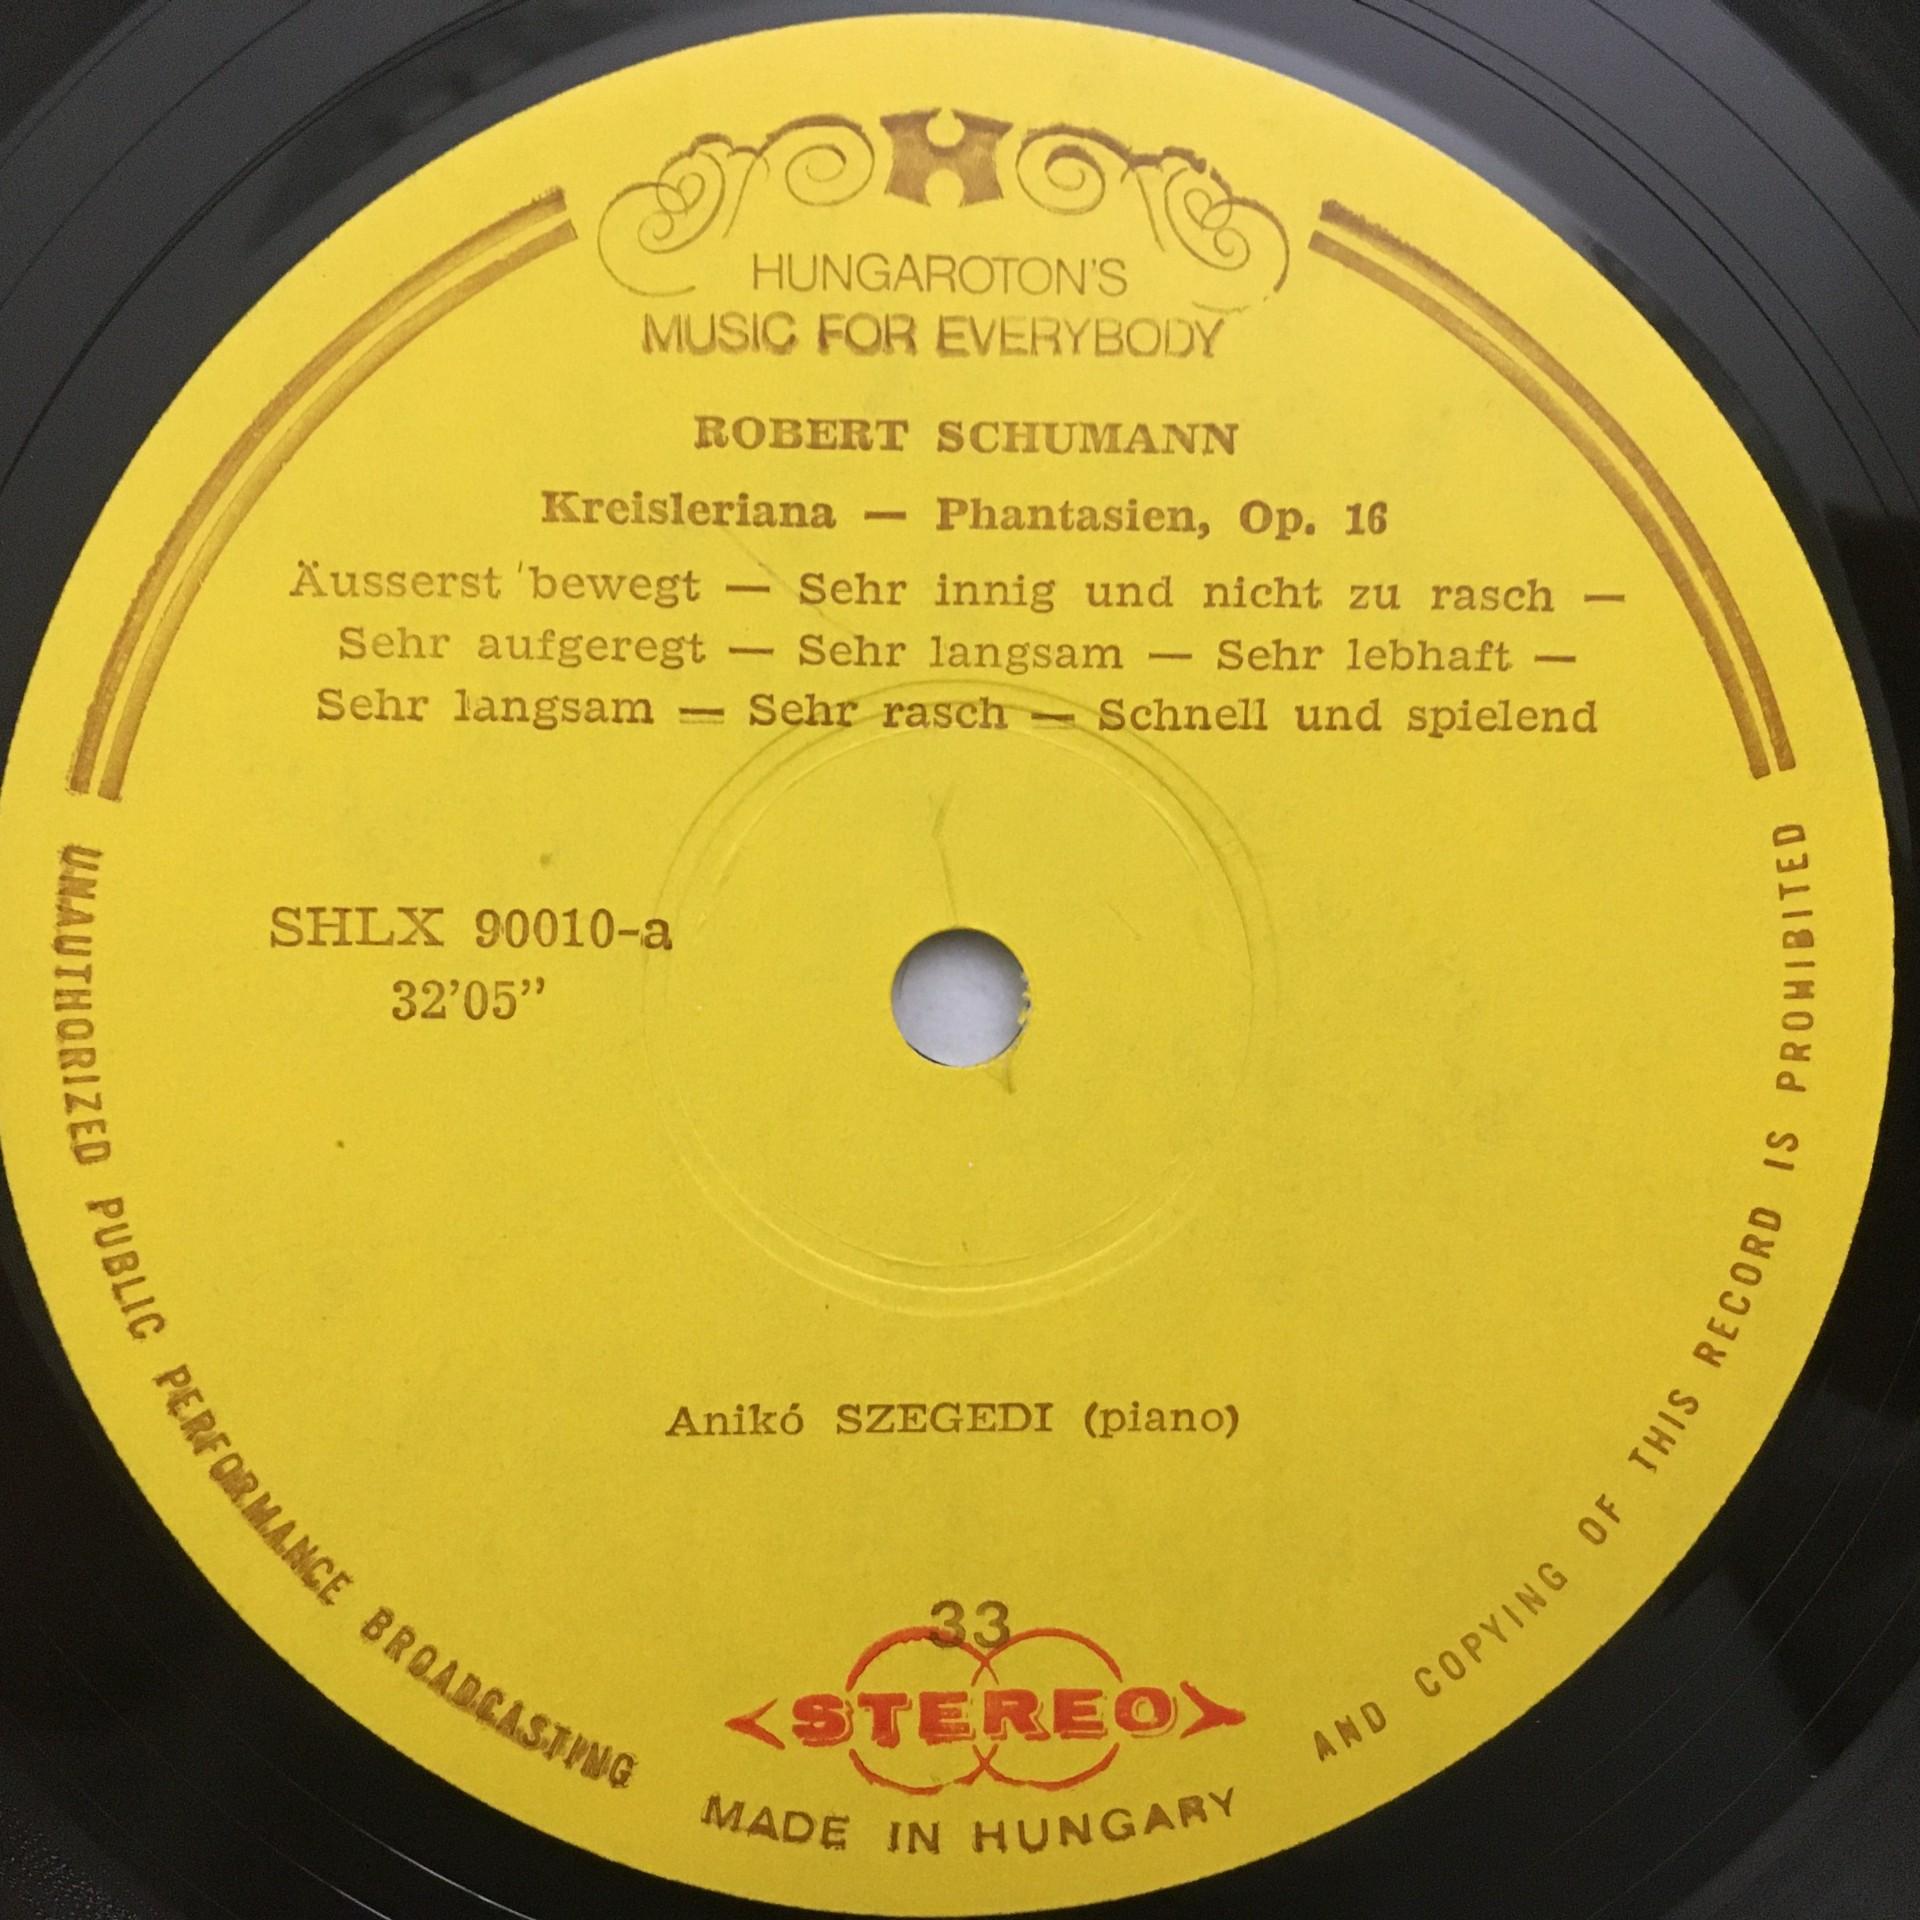 HUNGAROTON'S
MUSIC FOR EVERYBODY
ROBERT SCHUMANN
Kreisleriana — Phantasien, Op. 16
Äusserst 'bewegt — Sehr innig und nicht zu rasch —
Sehr aufgeregt — Sehr langsam — Sehr lebhaft —
Sehr langsam — Sehr rasch — Schnell und spielend
SHLX 90010-a
32'05”
Anikó SZEGEDI (piano)
33
STEREO
MADE IN HUNGARY
UNAUTHORIZED PUBLIC PERFORMANCE BROADCASTING AND COPYING OF THIS RECORD IS PROHIBITED